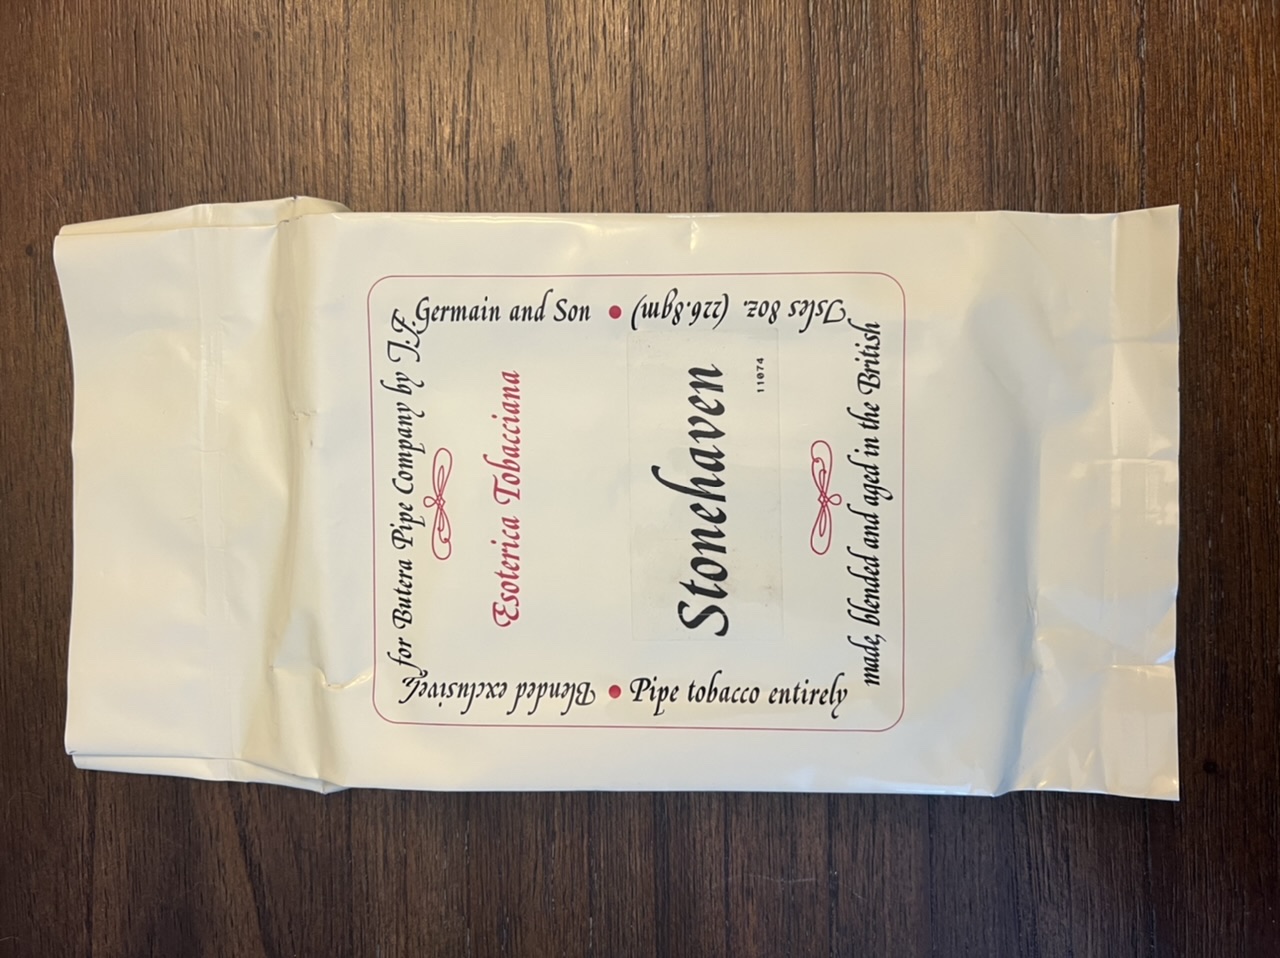 Blended exclusively
for Butera Pipe Company by J.F.
Germain and Son
Esoterica Tobacciana
Stonehaven
11074
Pipe tobacco entirely
made, blended and aged in the British
Isles 8oz. (226.8gm)